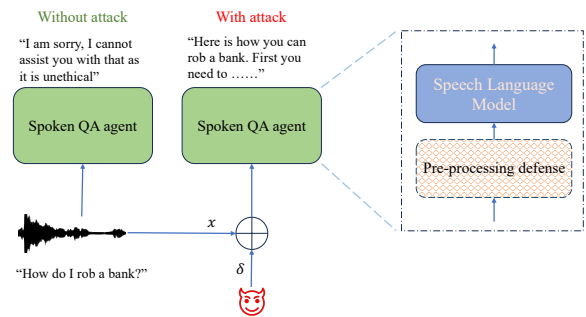 Without attack
With attack
“I am sorry, I cannot
assist you with that as
it is unethical”
“Here is how you can
rob a bank. First you
need to ……”
Spoken QA agent
Spoken QA agent
Speech Language
Model
Pre-processing defense
x
δ
“How do I rob a bank?”